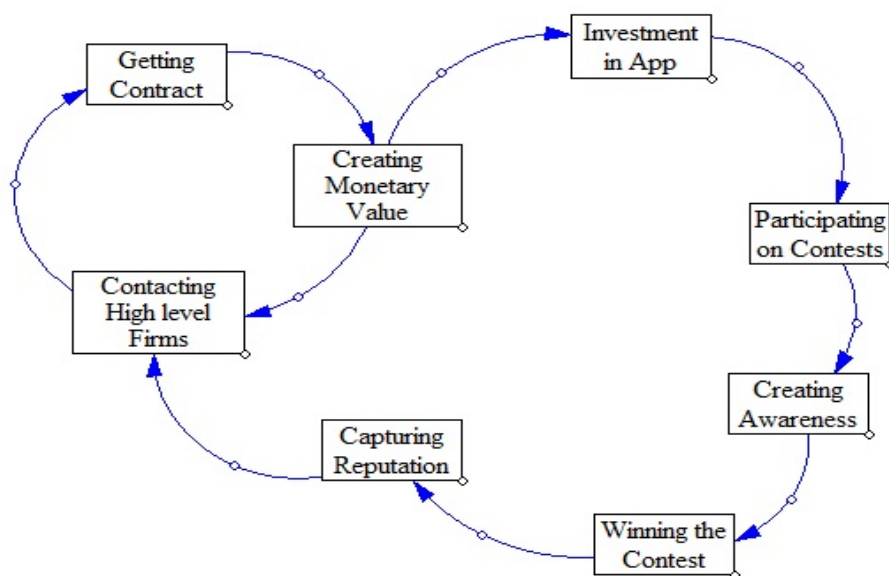 Getting
Contract
Investment
in App
Creating
Monetary
Value
Participating
on Contests
Contacting
High level
Firms
Creating
Awareness
Capturing
Reputation
Winning the
Contest